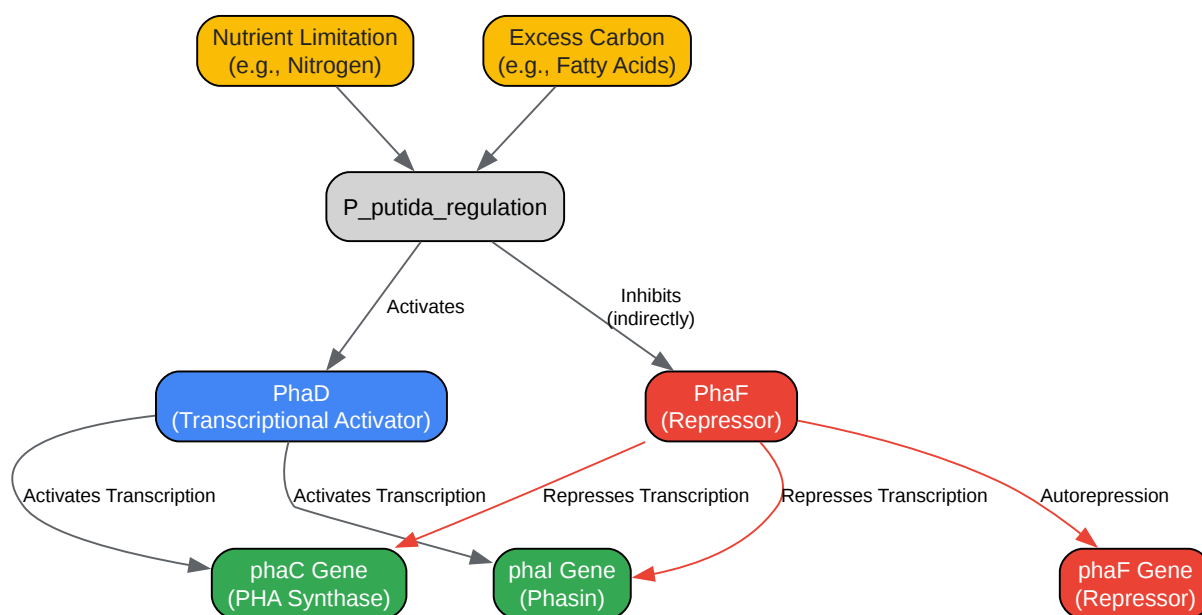 Nutrient Limitation
(e.g., Nitrogen)
Excess Carbon
(e.g., Fatty Acids)
P_putida_regulation
Activates
Inhibits
(indirectly)
PhaD
(Transcriptional Activator)
PhaF
(Repressor)
Activates Transcription
Activates Transcription
Represses Transcription
Represses Transcription
Autorepression
phaC Gene
(PHA Synthase)
phaI Gene
(Phasin)
phaF Gene
(Repressor)